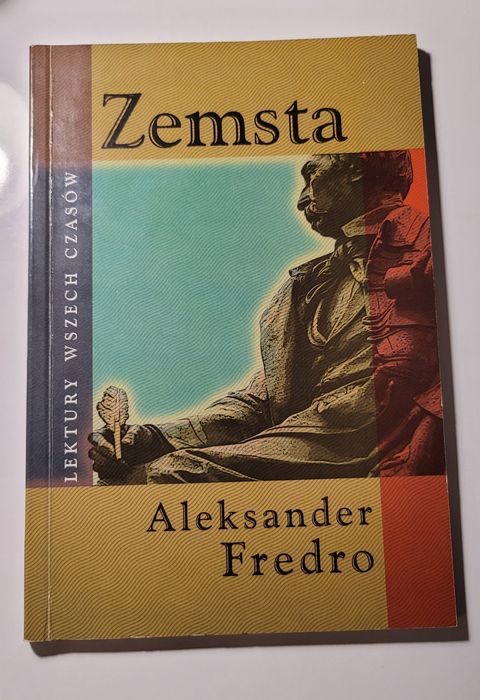 Zemsta
LEKTURY WSZECH CZASÓW
Aleksander
Fredro